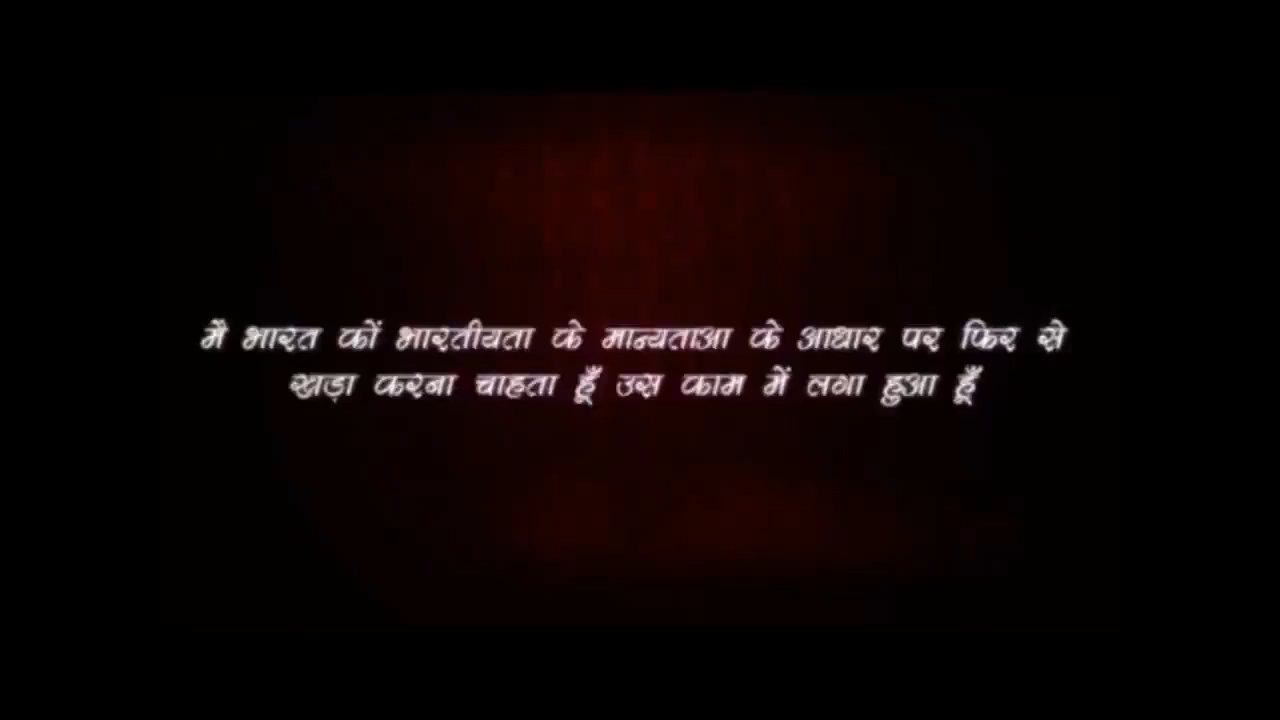 मै भारत कों भारतीयता के मान्यताआ के आधार पर फिर से
खड़ा करना चाहता हूँ उस काम में लगा हुआ हूँ